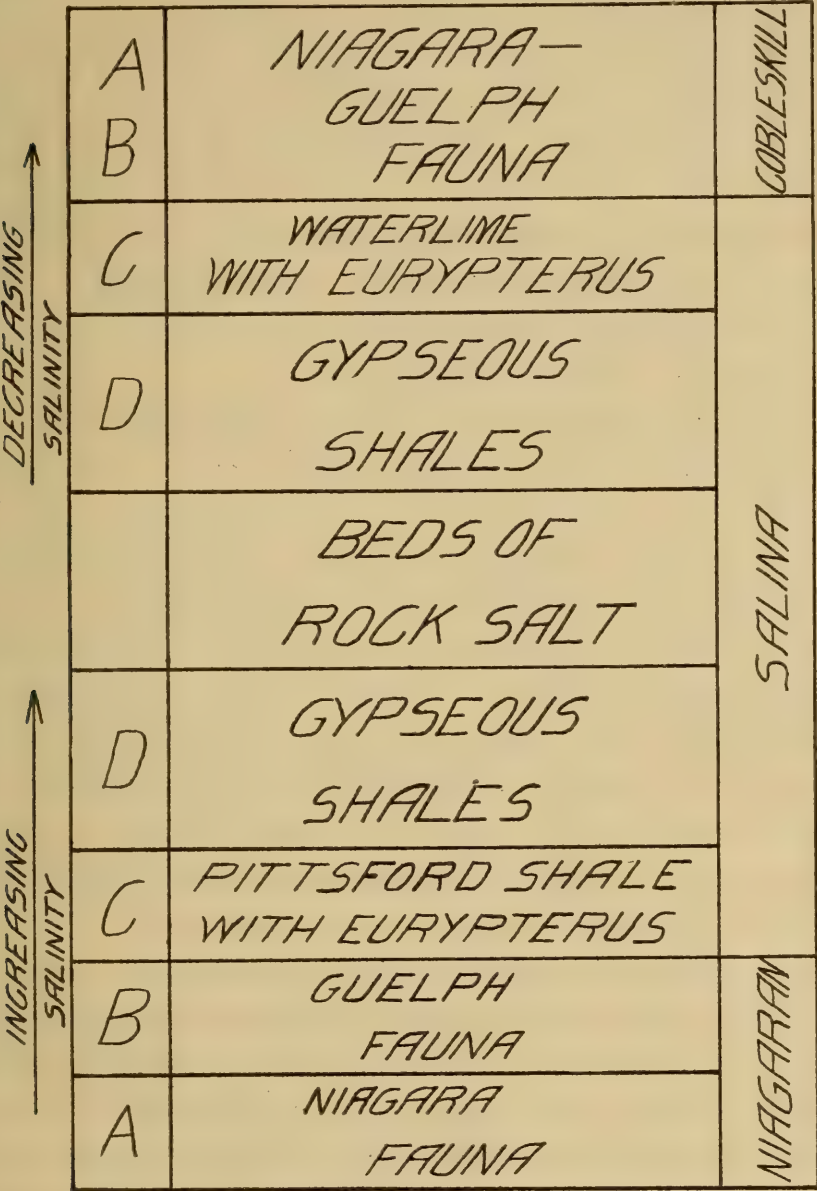 A
B
NIAGARA—
GUELPH
FAUNA
COBLESKILL
C
WATERLIME
WITH EURYPTERUS
D
GYPSEOUS
SHALES
DECREASING
SALINITY
BEDS OF
ROCK SALT
SALINA
D
GYPSEOUS
SHALES
C
PITTSFORD SHALE
WITH EURYPTERUS
INCREASING
SALINITY
B
GUELPH
FAUNA
A
NIAGARA
FAUNA
NIAGARAN